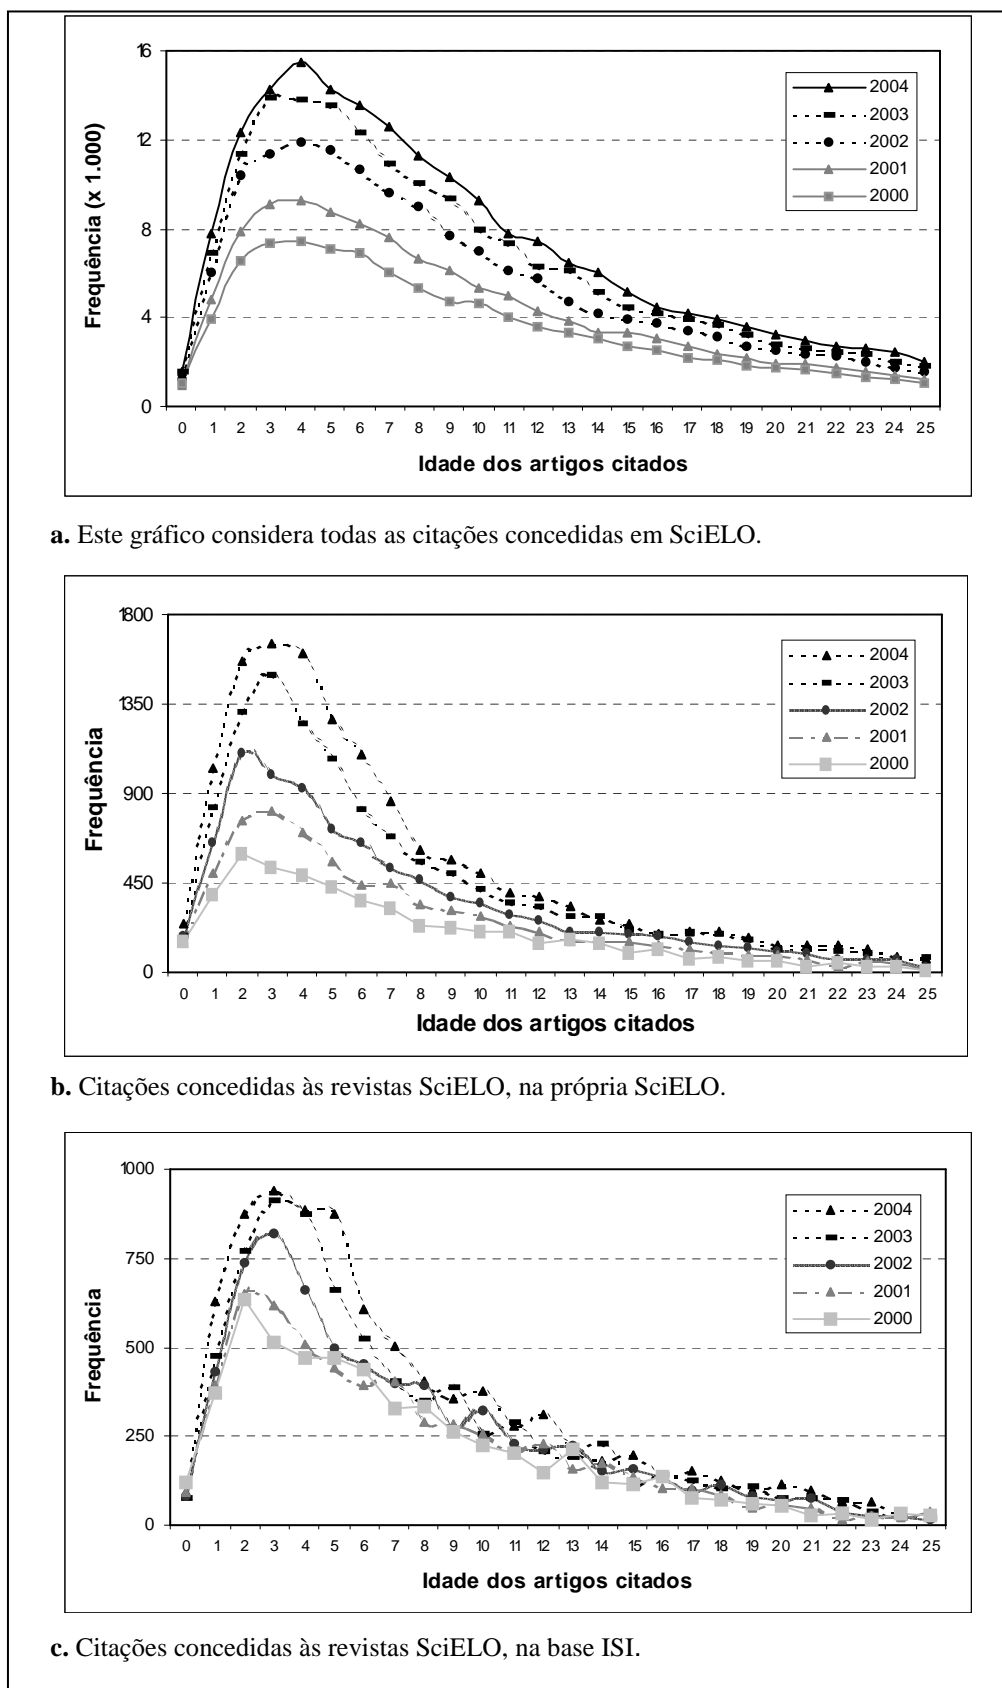 16
12
8
4
0
Frequência (x 1.000)
2004
2003
2002
2001
2000
0 1 2 3 4 5 6 7 8 9 10 11 12 13 14 15 16 17 18 19 20 21 22 23 24 25
Idade dos artigos citados
a. Este gráfico considera todas as citações concedidas em SciELO.
1800
1350
900
450
0
Frequência
2004
2003
2002
2001
2000
0 1 2 3 4 5 6 7 8 9 10 11 12 13 14 15 16 17 18 19 20 21 22 23 24 25
Idade dos artigos citados
b. Citações concedidas às revistas SciELO, na própria SciELO.
1000
750
500
250
0
Frequência
2004
2003
2002
2001
2000
0 1 2 3 4 5 6 7 8 9 10 11 12 13 14 15 16 17 18 19 20 21 22 23 24 25
Idade dos artigos citados
c. Citações concedidas às revistas SciELO, na base ISI.